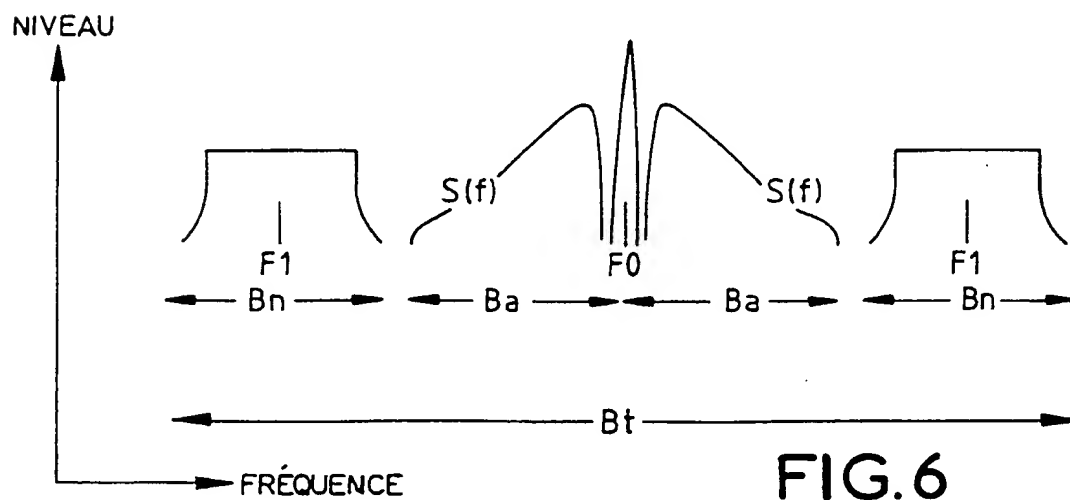 NIVEAU
S(f) S(f)
F1 F0 F1
Bn Ba Ba Bn
Bt
FRÉQUENCE
FIG.6